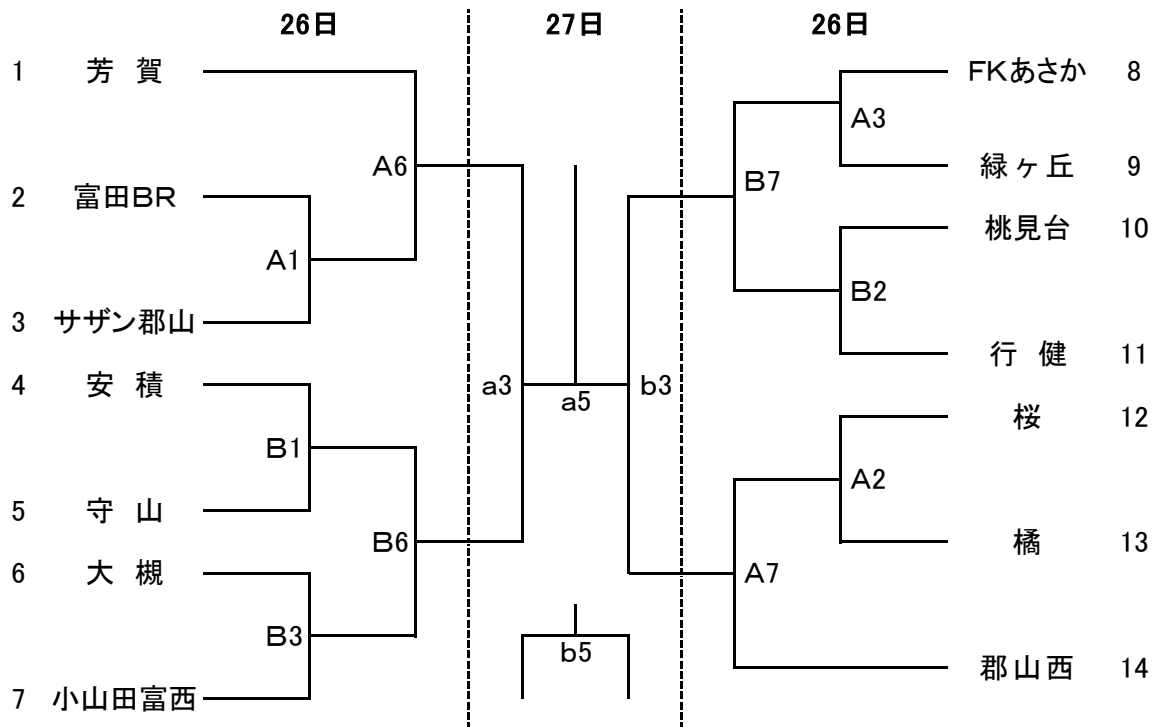 26日 27日 26日
1 芳 賀
2 富田BR
3 サザン郡山
4 安 積
5 守 山
6 大 槻
7 小山田富西
A6
A1
B1
B6
B3
a3
a5
b3
b5
B7
A3
B2
A2
A7
FKあさか 8
緑ヶ丘 9
桃見台 10
行 健 11
桜 12
橘 13
郡山西 14